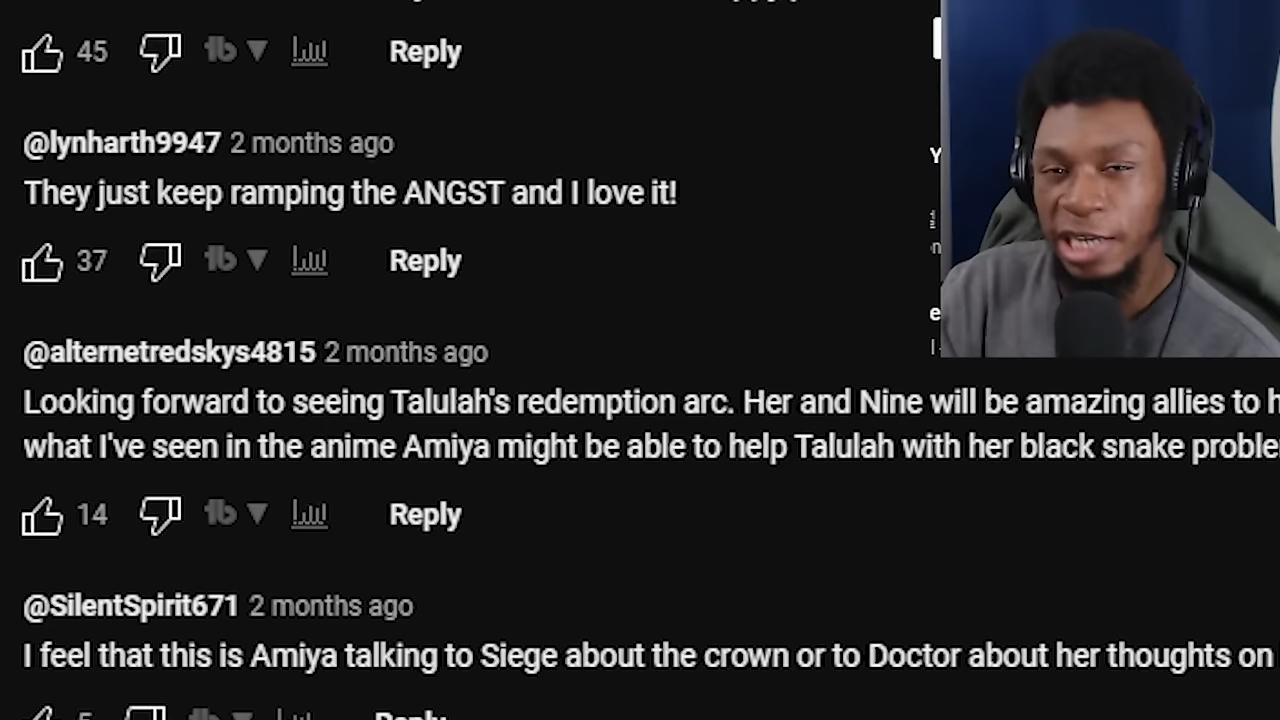 45 Reply
@lynharth9947 2 months ago
They just keep ramping the ANGST and I love it!
37 Reply
@alternetredskys4815 2 months ago
Looking forward to seeing Talulah's redemption arc. Her and Nine will be amazing allies to
what I've seen in the anime Amiya might be able to help Talulah with her black snake
14 Reply
@SilentSpirit671 2 months ago
I feel that this is Amiya talking to Siege about the crown or to Doctor about her thoughts on
5 Reply